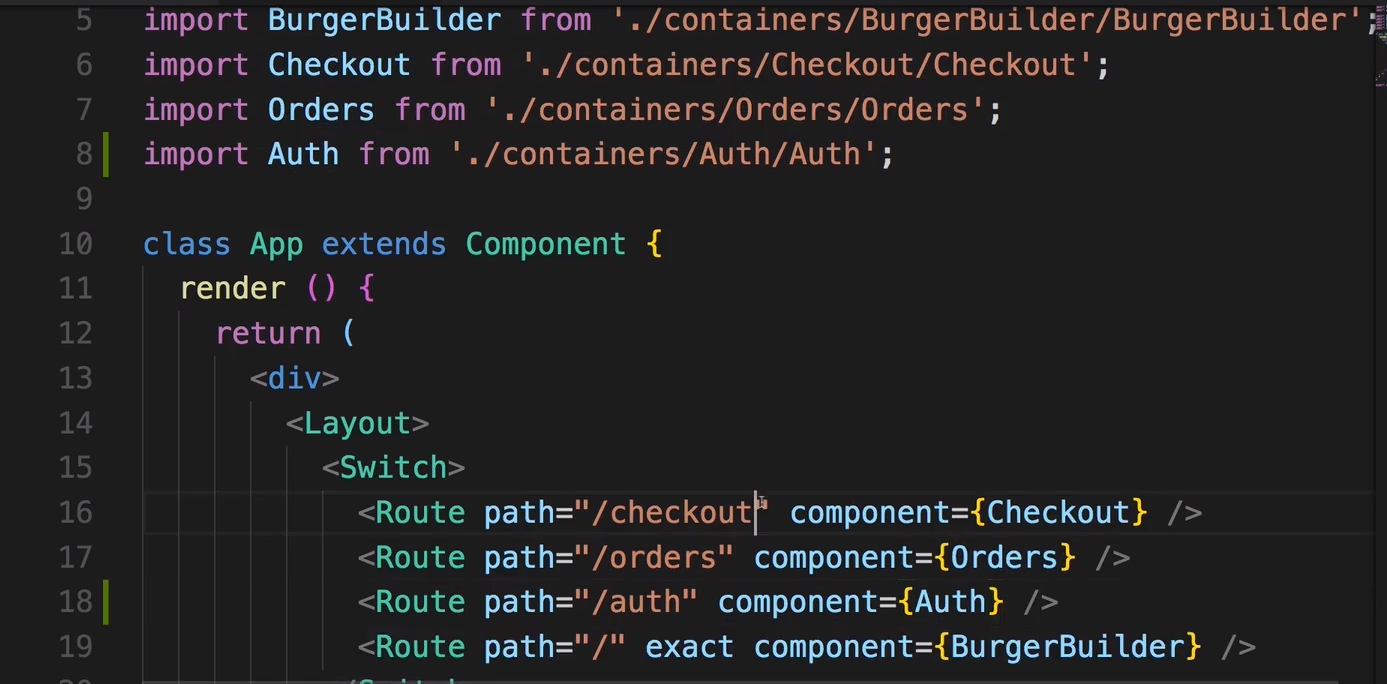 5 import BurgerBuilder from './containers/BurgerBuilder/BurgerBuilder';
6 import Checkout from './containers/Checkout/Checkout';
7 import Orders from './containers/Orders/Orders';
8 import Auth from './containers/Auth/Auth';
9
10 class App extends Component {
11 render () {
12 return (
13 <div>
14 <Layout>
15 <Switch>
16 <Route path="/checkout" component={Checkout} />
17 <Route path="/orders" component={Orders} />
18 <Route path="/auth" component={Auth} />
19 <Route path="/" exact component={BurgerBuilder} />